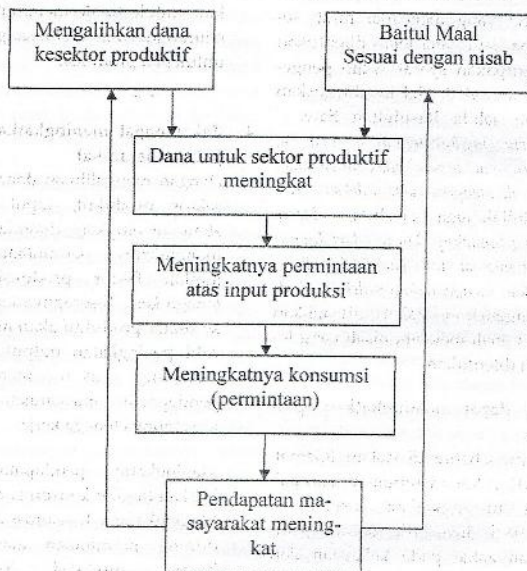 Mengalihkan dana
kesektor produktif
Baitul Maal
Sesuai dengan nisab
Dana untuk sektor produktif
meningkat
Meningkatnya permintaan
atas input produksi
Meningkatnya konsumsi
(permintaan)
Pendapatan ma-
sayarakat mening-
kat